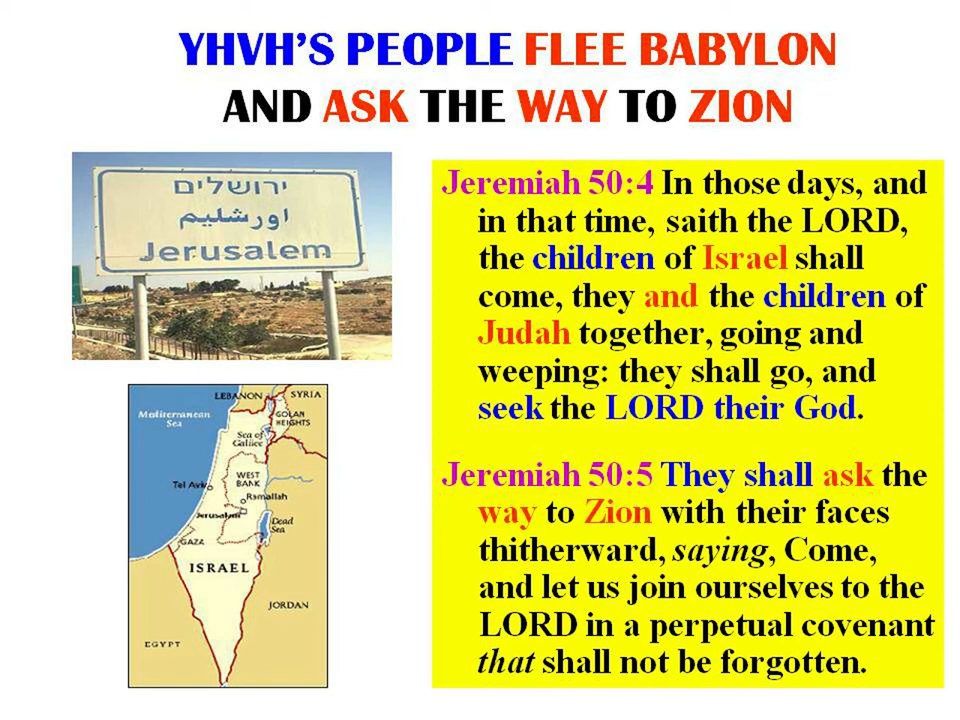 YHVH'S PEOPLE FLEE BABYLON
AND ASK THE WAY TO ZION
ירושלים
اورشليم
Jerusalem
LEBANON
SYRIA
Mediterranean
Sea
GOLAN
HEIGHTS
Sea of
Galilee
WEST
BANK
Tel Aviv
Ramallah
Jerusalem
Dead
Sea
GAZA
ISRAEL
JORDAN
EGYPT
Jeremiah 50:4 In those days, and
in that time, saith the LORD,
the children of Israel shall
come, they and the children of
Judah together, going and
weeping: they shall go, and
seek the LORD their God.
Jeremiah 50:5 They shall ask the
way to Zion with their faces
thitherward, saying, Come,
and let us join ourselves to the
LORD in a perpetual covenant
that shall not be forgotten.